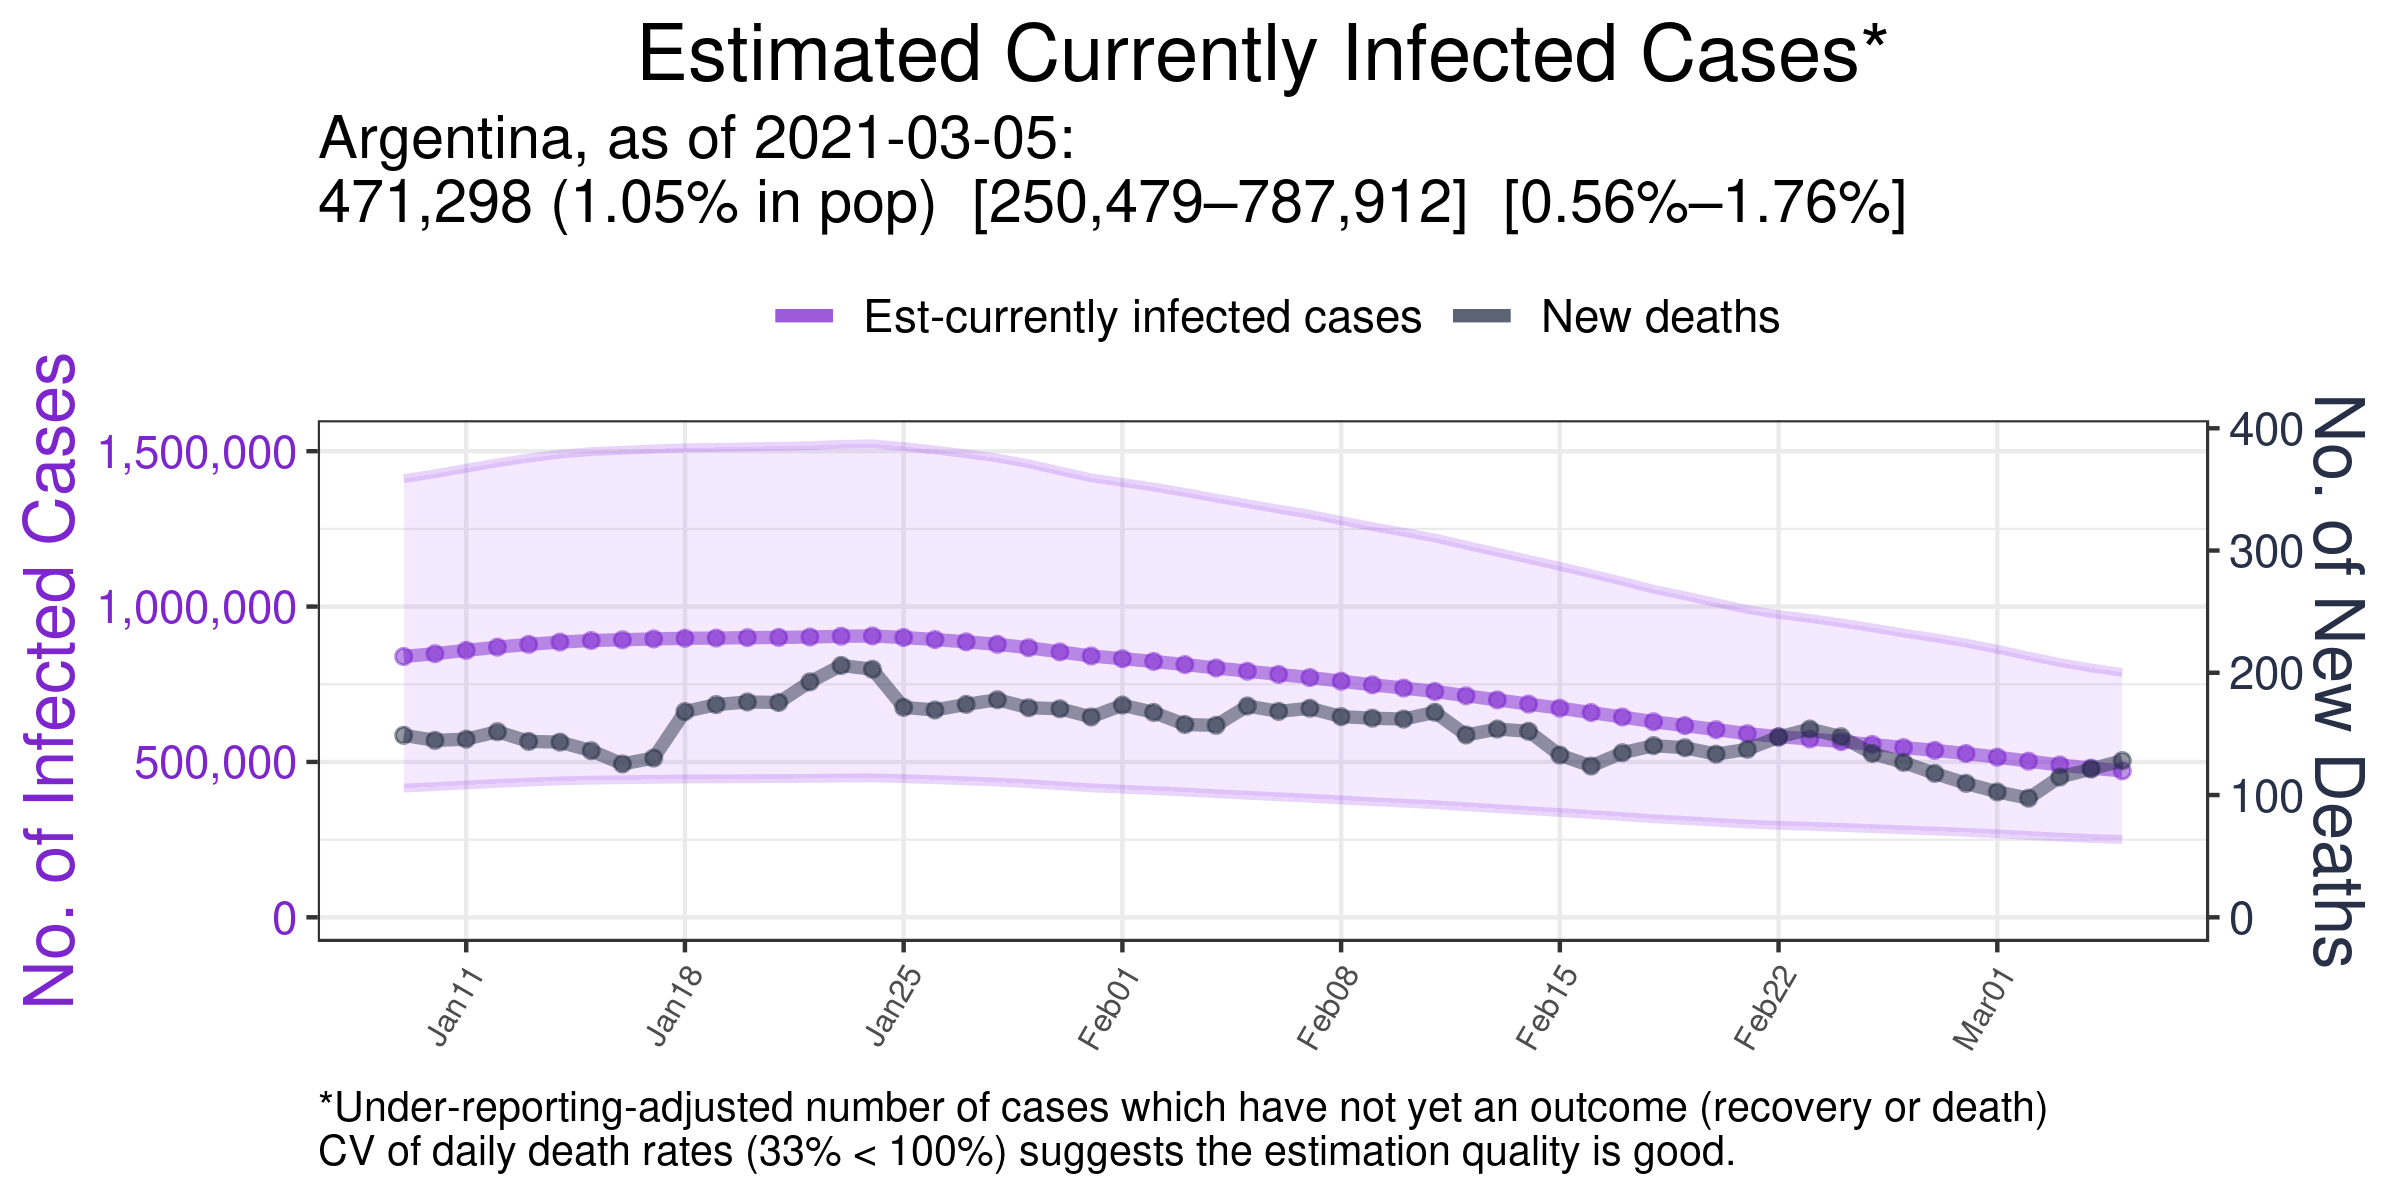 Estimated Currently Infected Cases*
Argentina, as of 2021-03-05:
471,298 (1.05% in pop)  [250,479–787,912]  [0.56%–1.76%]
Est-currently infected cases
New deaths
No. of Infected Cases
1,500,000
1,000,000
500,000
0
400
300
200
100
0
No. of New Deaths
Jan11
Jan18
Jan25
Feb01
Feb08
Feb15
Feb22
Mar01
*Under-reporting-adjusted number of cases which have not yet an outcome (recovery or death)
CV of daily death rates (33% < 100%) suggests the estimation quality is good.